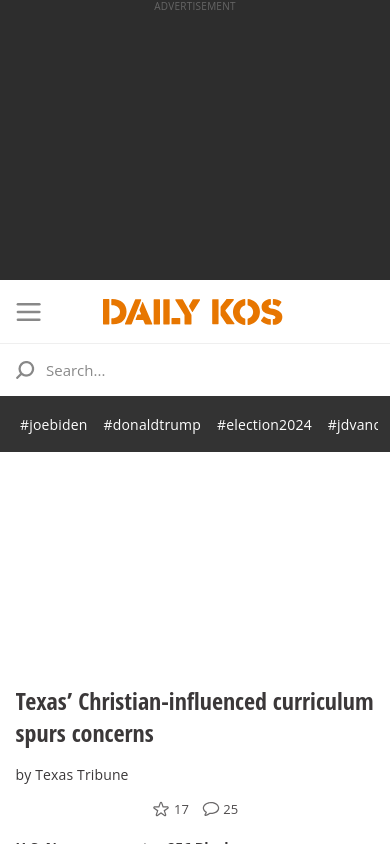 ADVERTISEMENT
DAILY KOS
Search...
#joebiden #donaldtrump #election2024 #jdvanc
Texas' Christian-influenced curriculum
spurs concerns
by Texas Tribune
17 25